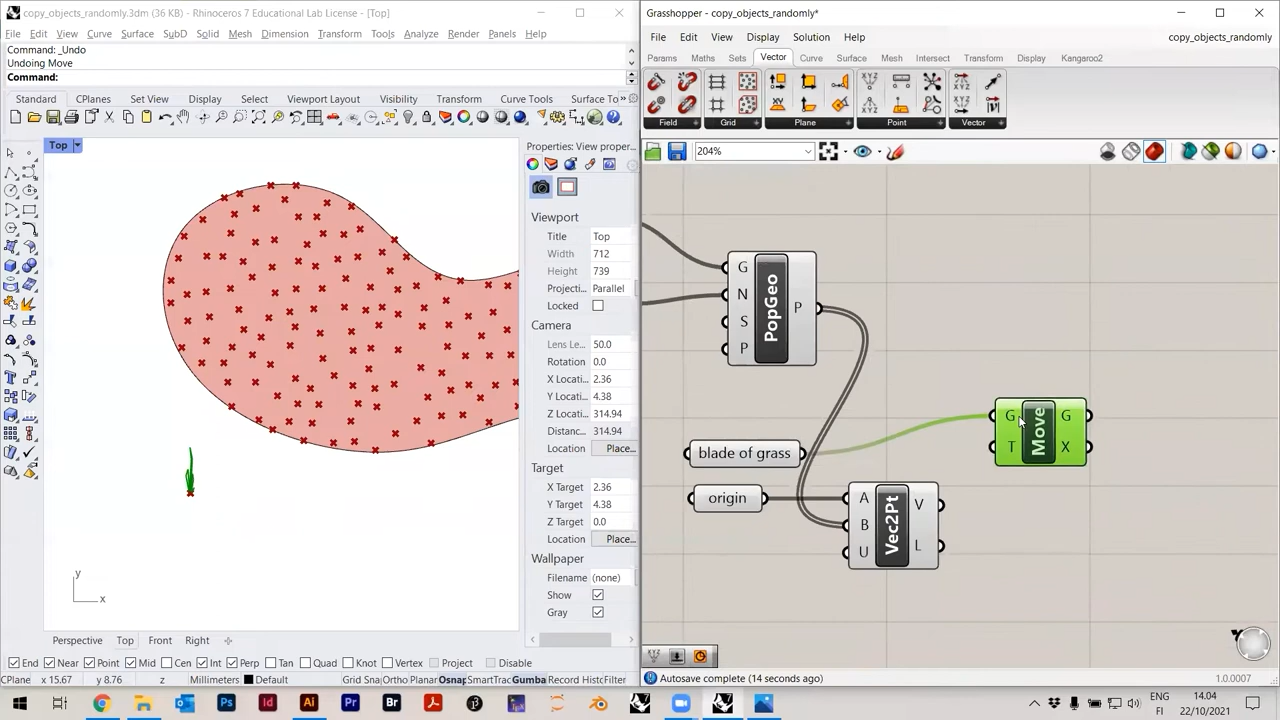 copy_objects_randomly.3dm (36 KB) - Rhinoceros 7 Educational Lab License - [Top]
File Edit View Curve Surface SubD Solid Mesh Dimension Transform Tools Analyze Render Panels Help
Command: _Undo
Undoing Move
Command:
Standard CPlanes Set View Display Select Viewport Layout Visibility Transform Curve Tools Surface To »
Top
Properties: View proper...
Viewport
Title Top
Width 712
Height 739
Projecti... Parallel
Locked
Camera
Lens Le... 50.0
Rotation 0.0
X Locati... 2.36
Y Locati... 4.38
Z Locati... 314.94
Distanc... 314.94
Location Place...
Target
X Target 2.36
Y Target 4.38
Z Target 0.0
Location Place...
Wallpaper
Filename (none)
Show
Gray
y
x
Perspective Top Front Right
End Near Point Mid Cen Int Perp Tan Quad Knot Vertex Project Disable
CPlane x 15.67 y 8.76 z Millimeters Default Grid Snap Ortho Planar Osnap SmartTrac Gumba Record Histo Filter
Grasshopper - copy_objects_randomly*
File Edit View Display Solution Help copy_objects_randomly
Params Maths Sets Vector Curve Surface Mesh Intersect Transform Display Kangaroo2
Field Grid Plane Point Vector
204%
G N S P PopGeo P
blade of grass
origin
A B U Vec2Pt V L
G T Move G X
Autosave complete (14 seconds ago) 1.0.0007
ENG
FI
14.04
22/10/2021